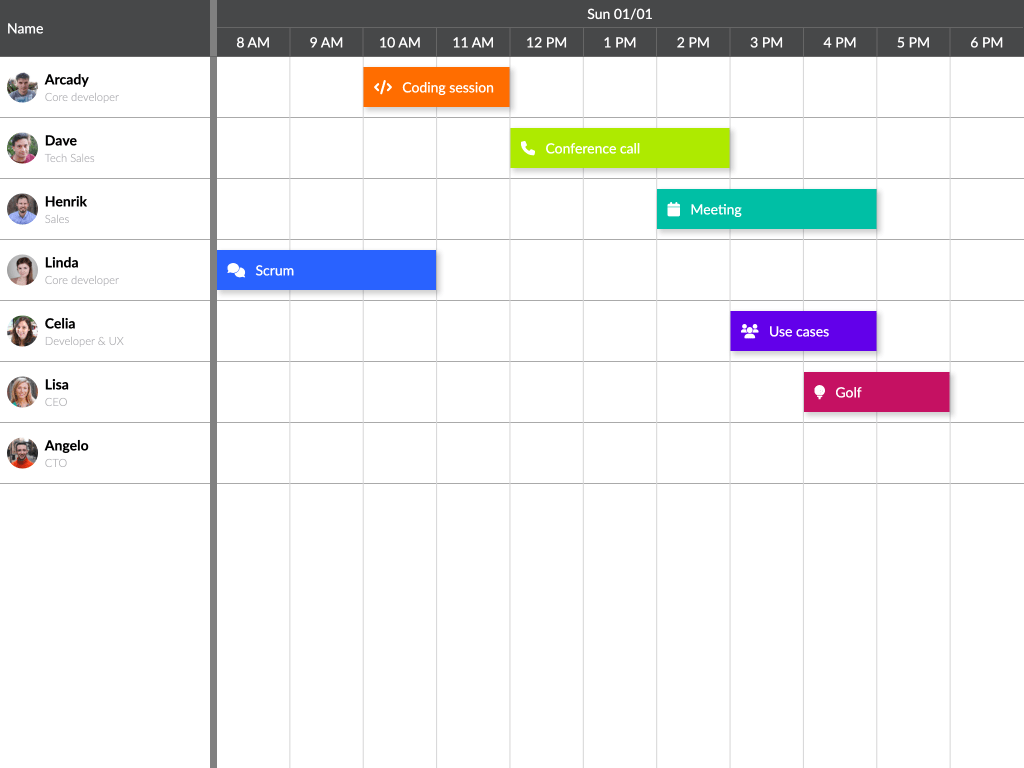 Name
Sun 01/01
8 AM 9 AM 10 AM 11 AM 12 PM 1 PM 2 PM 3 PM 4 PM 5 PM 6 PM
Arcady
Core developer
Coding session
Dave
Tech Sales
Conference call
Henrik
Sales
Meeting
Linda
Core developer
Scrum
Celia
Developer & UX
Use cases
Lisa
CEO
Golf
Angelo
CTO